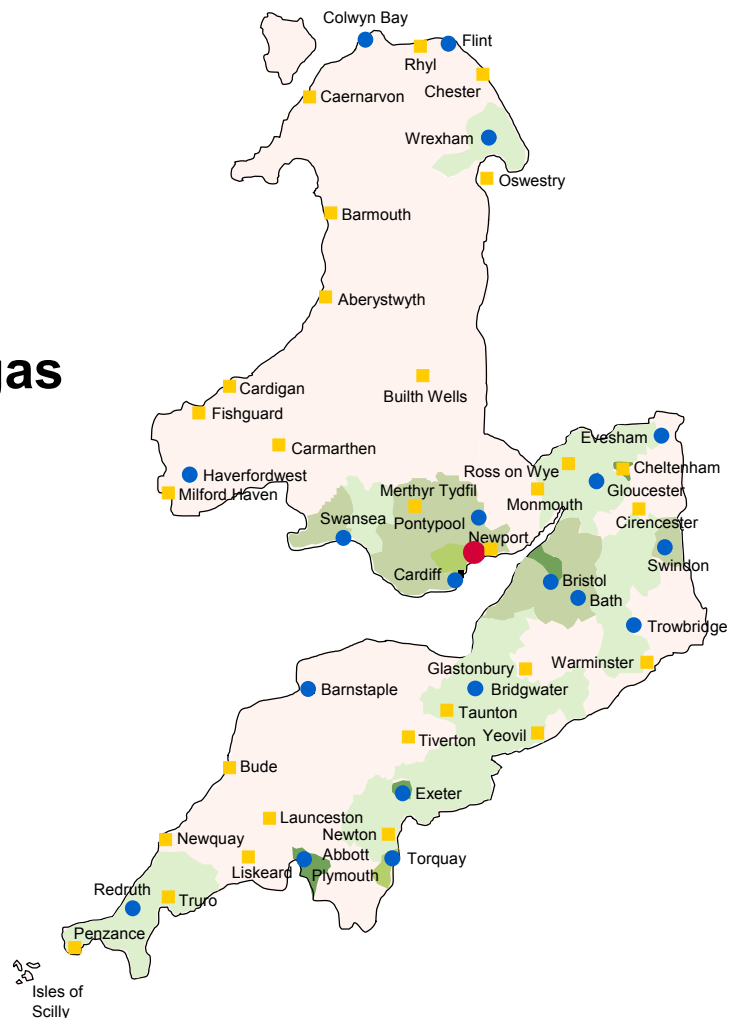 Colwyn Bay
Flint
Rhyl
Chester
Caernarvon
Wrexham
Oswestry
Barmouth
Aberystwyth
gas
Cardigan
Builth Wells
Fishguard
Evesham
Carmarthen
Ross on Wye
Cheltenham
Haverfordwest
Merthyr Tydfil
Gloucester
Milford Haven
Monmouth
Swansea
Pontypool
Cirencester
Newport
Swindon
Cardiff
Bristol
Bath
Trowbridge
Glastonbury
Warminster
Barnstaple
Bridgwater
Taunton
Tiverton
Yeovil
Bude
Exeter
Launceston
Newton
Abbott
Newquay
Torquay
Liskeard
Plymouth
Redruth
Truro
Penzance
Isles of
Scilly